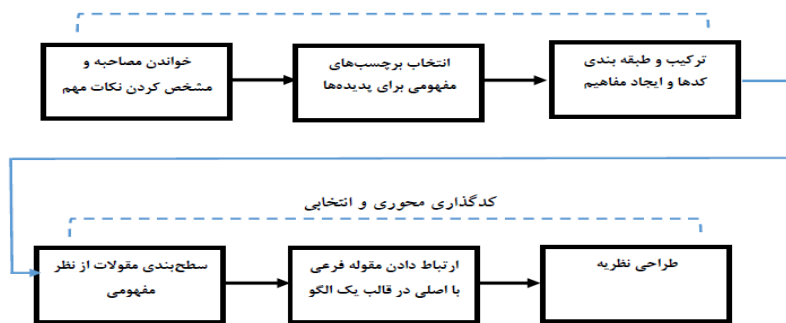 خواندن مصاحبه و
مشخص کردن نکات مهم
انتخاب برچسب‌های
مفهومی برای پدیده‌ها
ترکیب و طبقه بندی
کدها و ایجاد مفاهیم
کدگذاری محوری و انتخابی
سطح‌بندی مقولات از نظر
مفهومی
ارتباط دادن مقوله فرعی
با اصلی در قالب یک الگو
طراحی نظریه